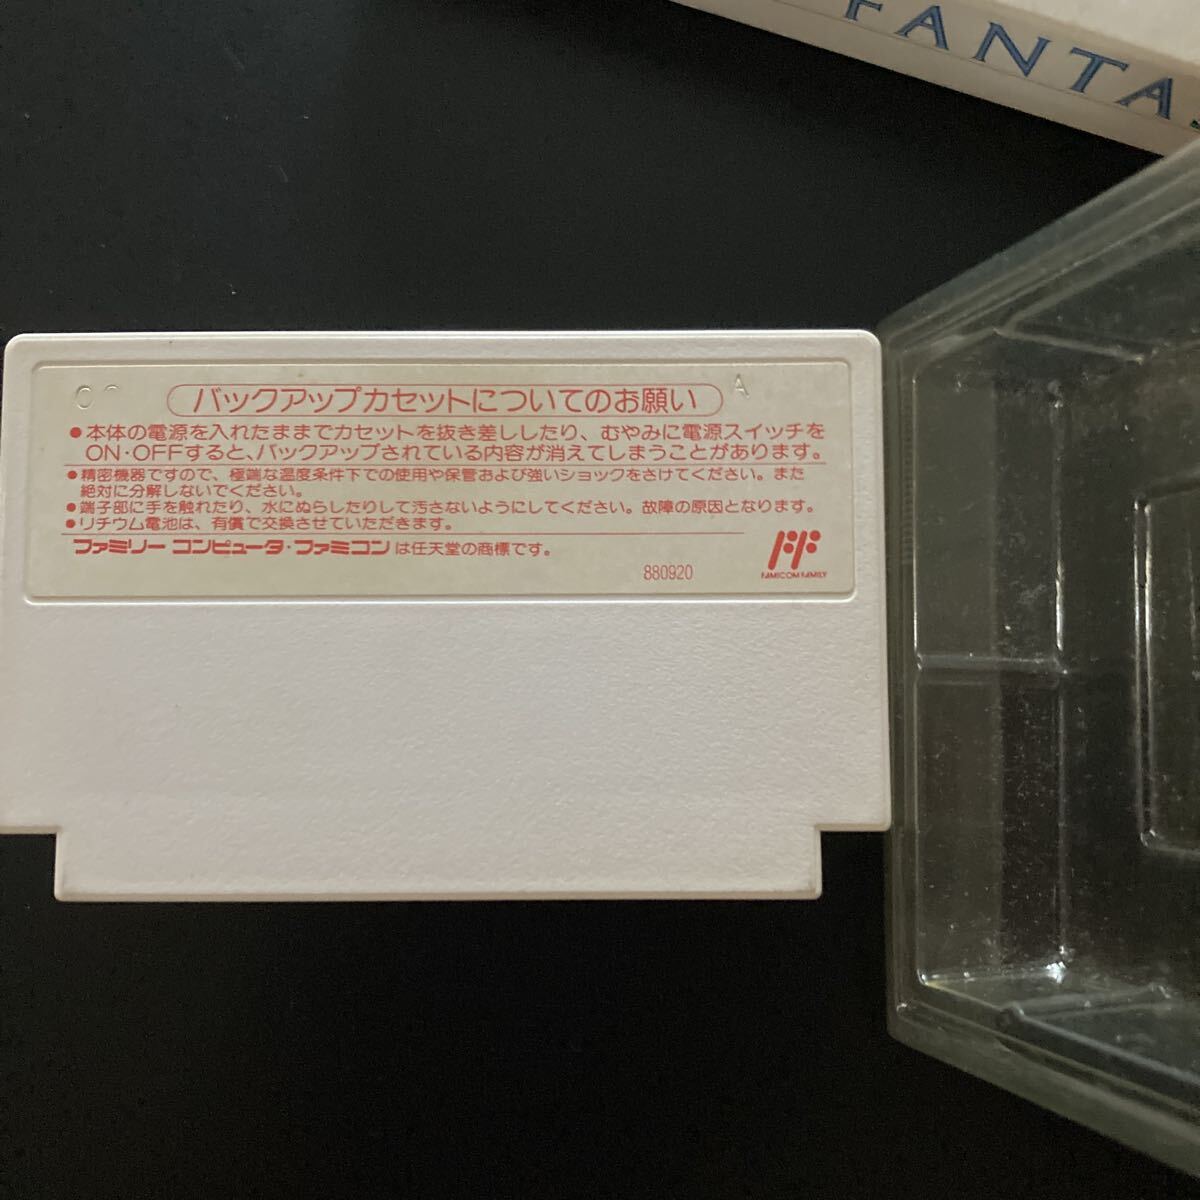 FANTAS
A
バックアップカセットについてのお願い
●本体の電源を入れたままでカセットを抜き差ししたり、むやみに電源スイッチを
ON・OFFすると、バックアップされている内容が消えてしまうことがあります。
●精密機器ですので、極端な温度条件下での使用や保管および強いショックをさけてください。また
絶対に分解しないでください。
●端子部に手を触れたり、水にぬらしたりして汚さないようにしてください。故障の原因となります。
●リチウム電池は、有償で交換させていただきます。
ファミリーコンピュータ・ファミコンは任天堂の商標です。
880920
FAMICOM FAMILY